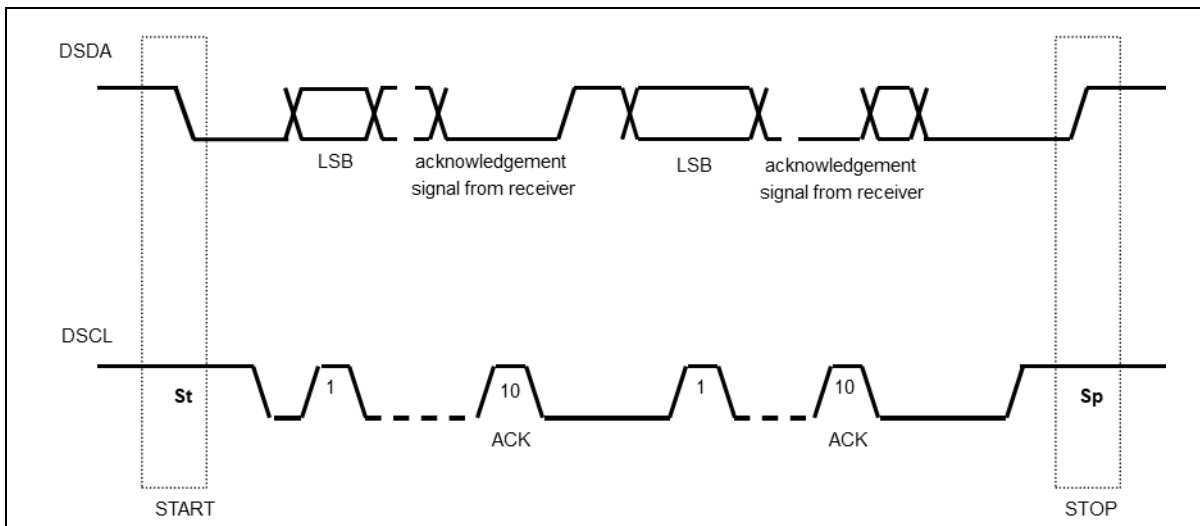 DSDA
LSB
acknowledgement
signal from receiver
LSB
acknowledgement
signal from receiver
DSCL
St
1
10
1
10
Sp
ACK
ACK
START
STOP